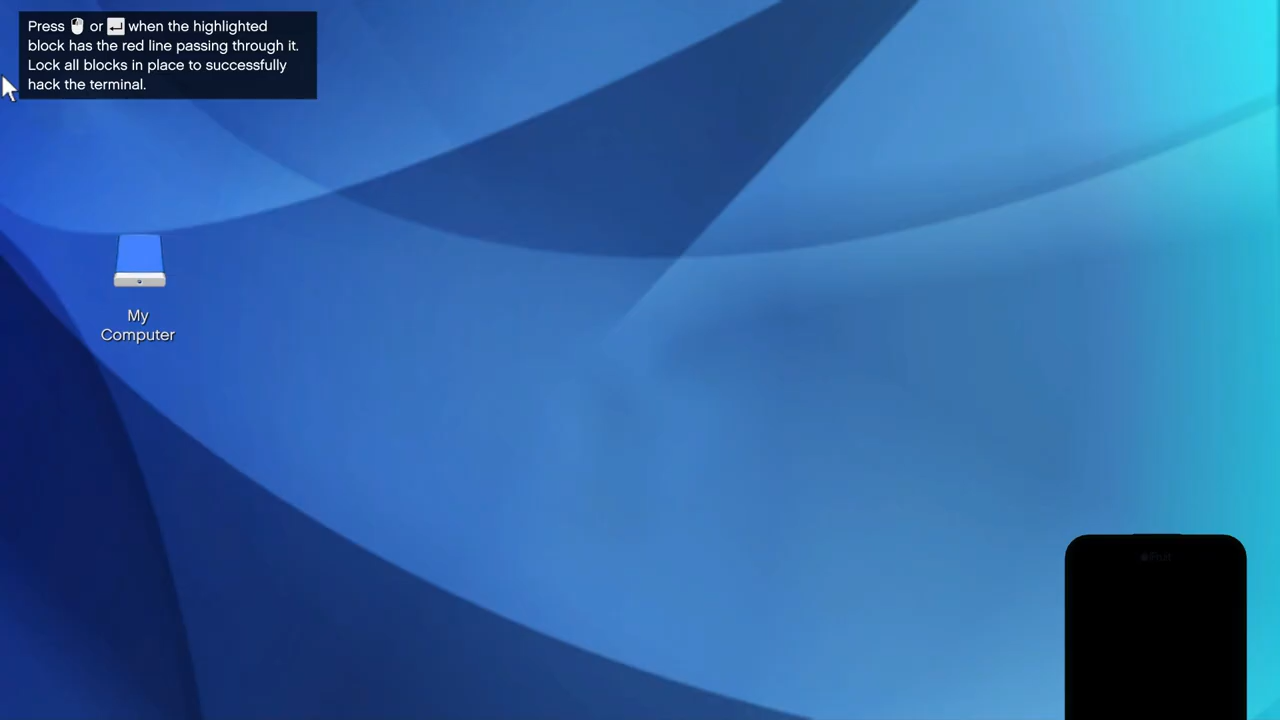 Press or when the highlighted
block has the red line passing through it.
Lock all blocks in place to successfully
hack the terminal.
My
Computer
iFruit